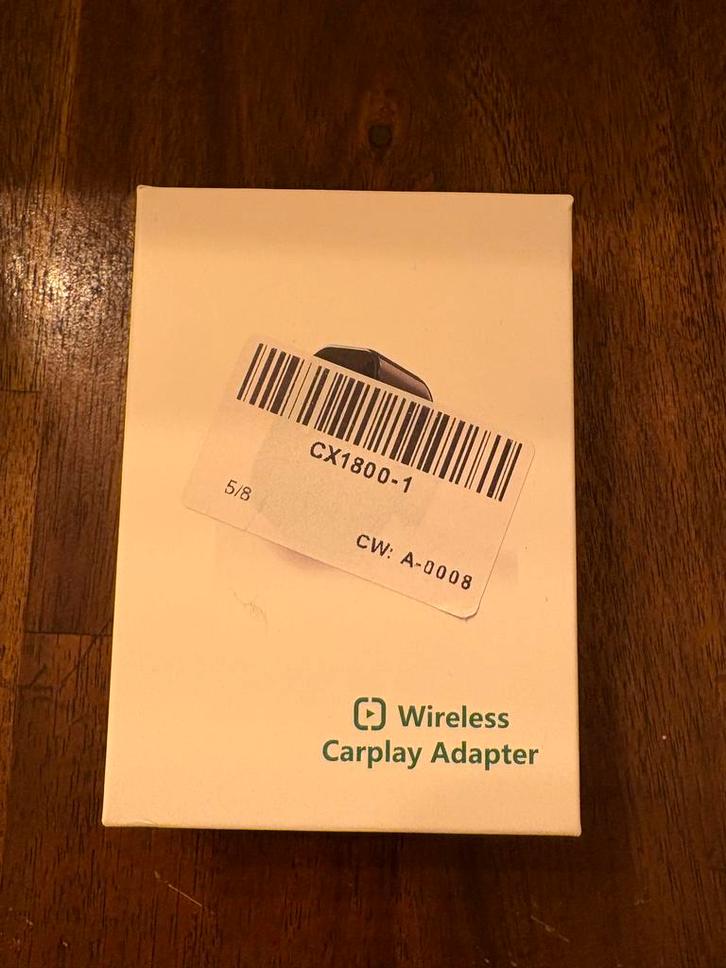 CX1800-1
5/8
CW: A-0008
Wireless
Carplay Adapter